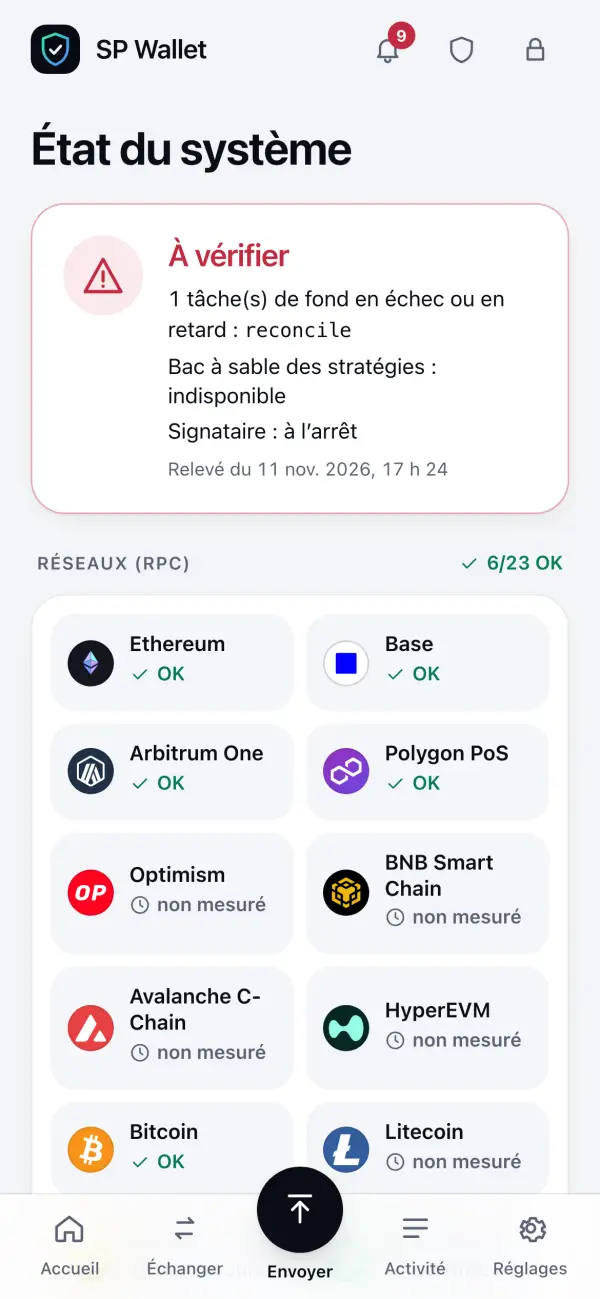 SP Wallet
9
État du système
À vérifier
1 tâche(s) de fond en échec ou en
retard : reconcile
Bac à sable des stratégies :
indisponible
Signataire : à l’arrêt
Relevé du 11 nov. 2026, 17 h 24
RÉSEAUX (RPC)
6/23 OK
Ethereum
OK
Base
OK
Arbitrum One
OK
Polygon PoS
OK
OP
Optimism
non mesuré
BNB Smart
Chain
non mesuré
Avalanche C-
Chain
non mesuré
HyperEVM
non mesuré
Bitcoin
OK
Litecoin
non mesuré
Accueil
Échanger
Envoyer
Activité
Réglages